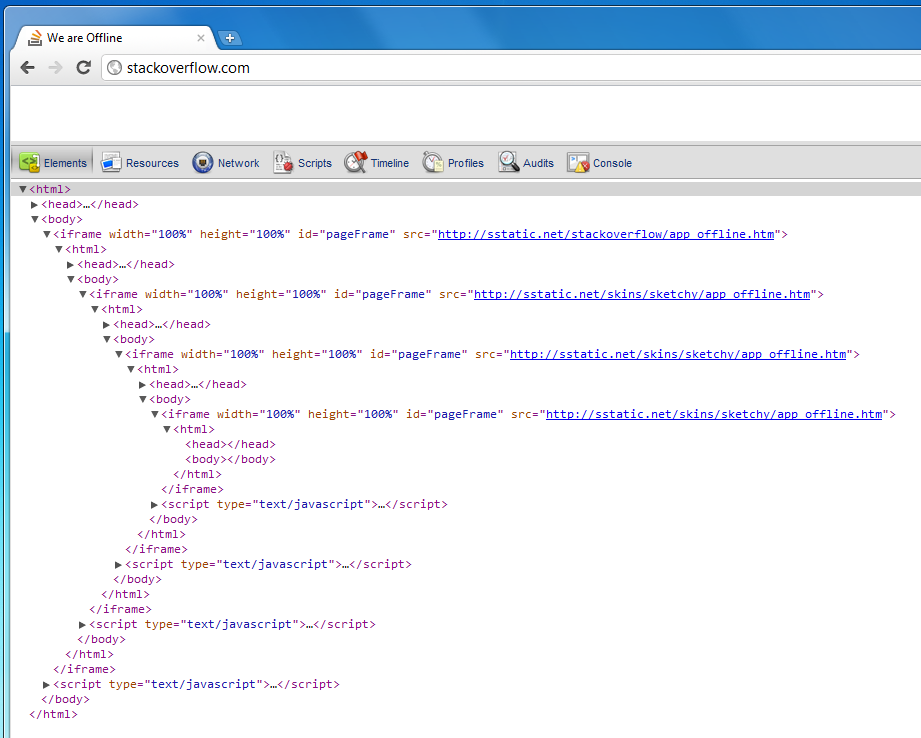 We are Offline
stackoverflow.com
Elements Resources Network Scripts Timeline Profiles Audits Console
▼<html>
▶<head>…</head>
▼<body>
▼<iframe width="100%" height="100%" id="pageFrame" src="http://sstatic.net/stackoverflow/app_offline.htm">
▼<html>
▶<head>…</head>
▼<body>
▼<iframe width="100%" height="100%" id="pageFrame" src="http://sstatic.net/skins/sketchy/app_offline.htm">
▼<html>
▶<head>…</head>
▼<body>
▼<iframe width="100%" height="100%" id="pageFrame" src="http://sstatic.net/skins/sketchy/app_offline.htm">
▼<html>
▶<head>…</head>
▼<body>
▼<iframe width="100%" height="100%" id="pageFrame" src="http://sstatic.net/skins/sketchy/app_offline.htm">
▼<html>
<head></head>
<body></body>
</html>
</iframe>
▶<script type="text/javascript">…</script>
</body>
</html>
</iframe>
▶<script type="text/javascript">…</script>
</body>
</html>
</iframe>
▶<script type="text/javascript">…</script>
</body>
</html>
</iframe>
▶<script type="text/javascript">…</script>
</body>
</html>